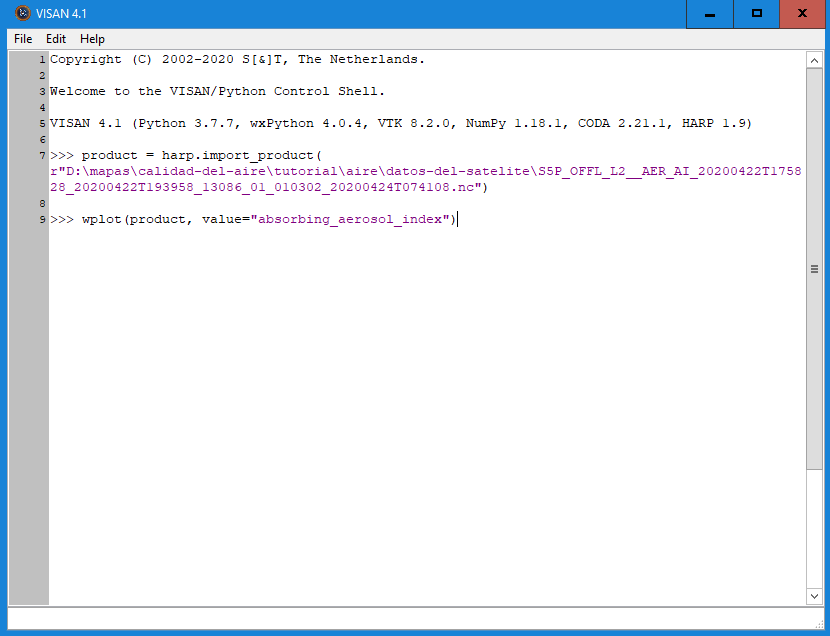 VISAN 4.1
File Edit Help
1 Copyright (C) 2002-2020 S[&]T, The Netherlands.
2
3 Welcome to the VISAN/Python Control Shell.
4
5 VISAN 4.1 (Python 3.7.7, wxPython 4.0.4, VTK 8.2.0, NumPy 1.18.1, CODA 2.21.1, HARP 1.9)
6
7 >>> product = harp.import_product(
r"D:\mapas\calidad-del-aire\tutorial\aire\datos-del-satelite\S5P_OFFL_L2__AER_AI_20200422T1758
28_20200422T193958_13086_01_010302_20200424T074108.nc")
8
9 >>> wplot(product, value="absorbing_aerosol_index")